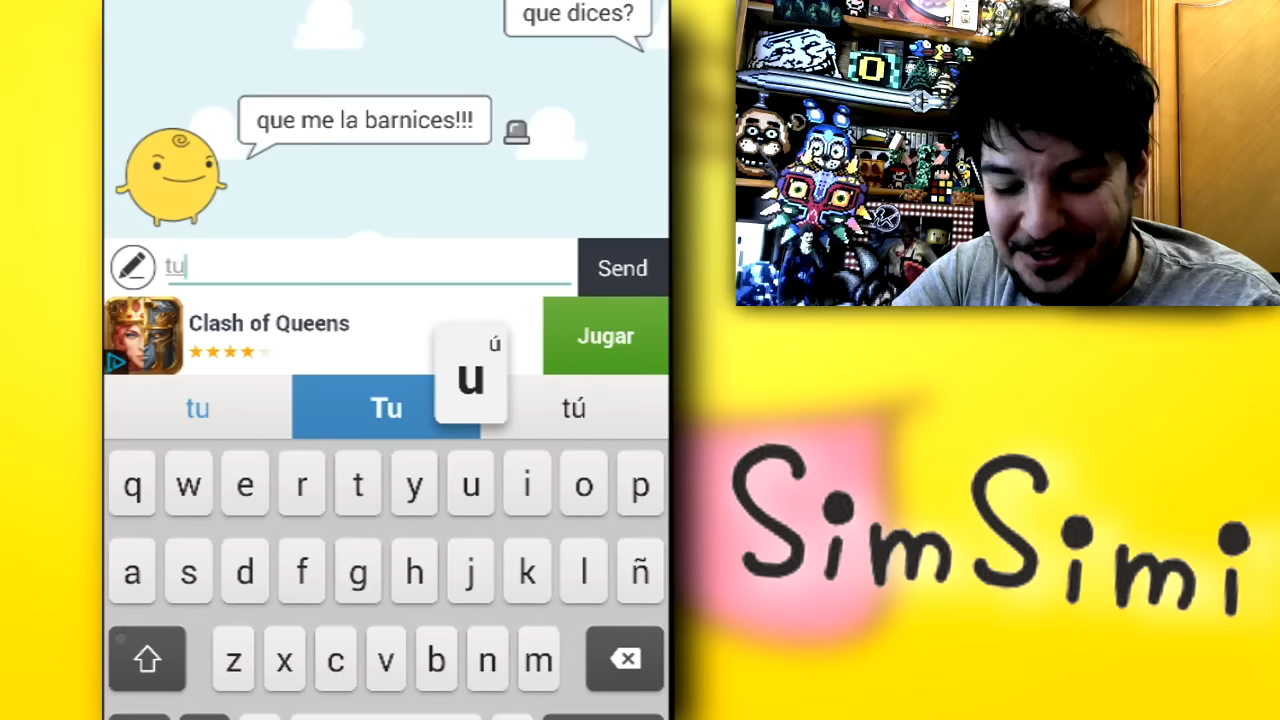 que dices?
que me la barnices!!!
tu
Send
Clash of Queens
Jugar
ú
u
tu
Tu
tú
q w e r t y u i o p
a s d f g h j k l ñ
z x c v b n m
SimSimi